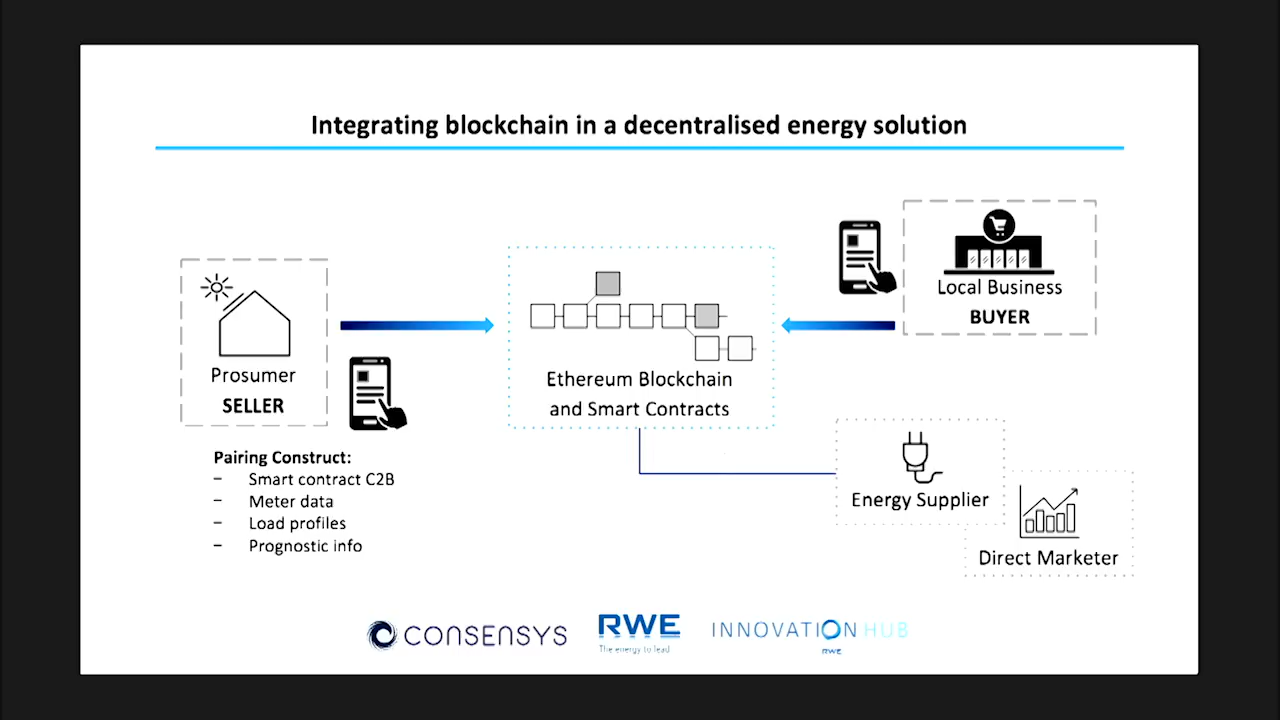 Integrating blockchain in a decentralised energy solution
Prosumer
SELLER
Pairing Construct:
– Smart contract C2B
– Meter data
– Load profiles
– Prognostic info
Ethereum Blockchain
and Smart Contracts
Local Business
BUYER
Energy Supplier
Direct Marketer
CONSENSYS
RWE
The energy to lead
INNOVATION HUB
RWE